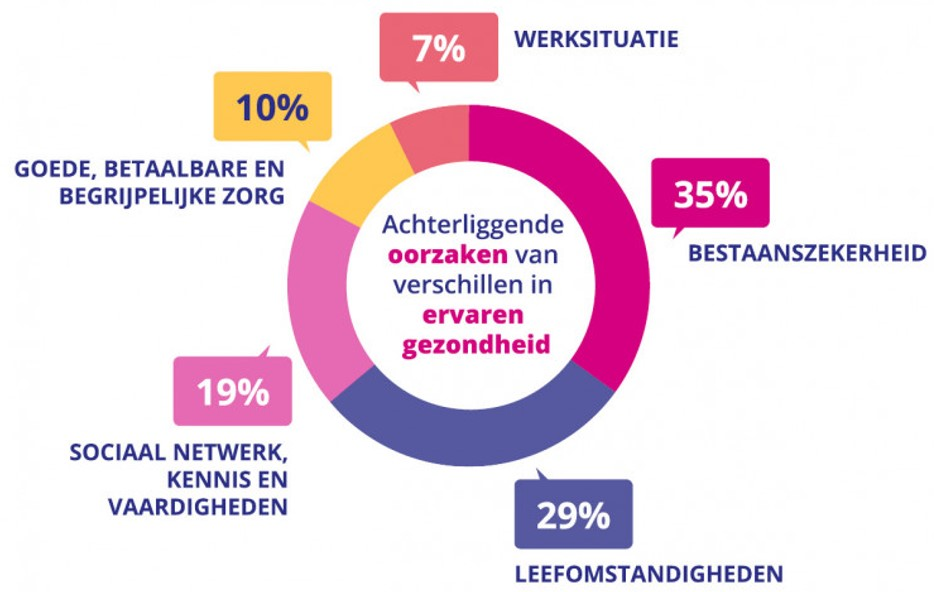 7%
WERKSITUATIE
10%
GOEDE, BETAALBARE EN
BEGRIJPELIJKE ZORG
35%
BESTAANSZEKERHEID
Achterliggende
oorzaken van
verschillen in
ervaren
gezondheid
19%
SOCIAAL NETWERK,
KENNIS EN
VAARDIGHEDEN
29%
LEEFOMSTANDIGHEDEN